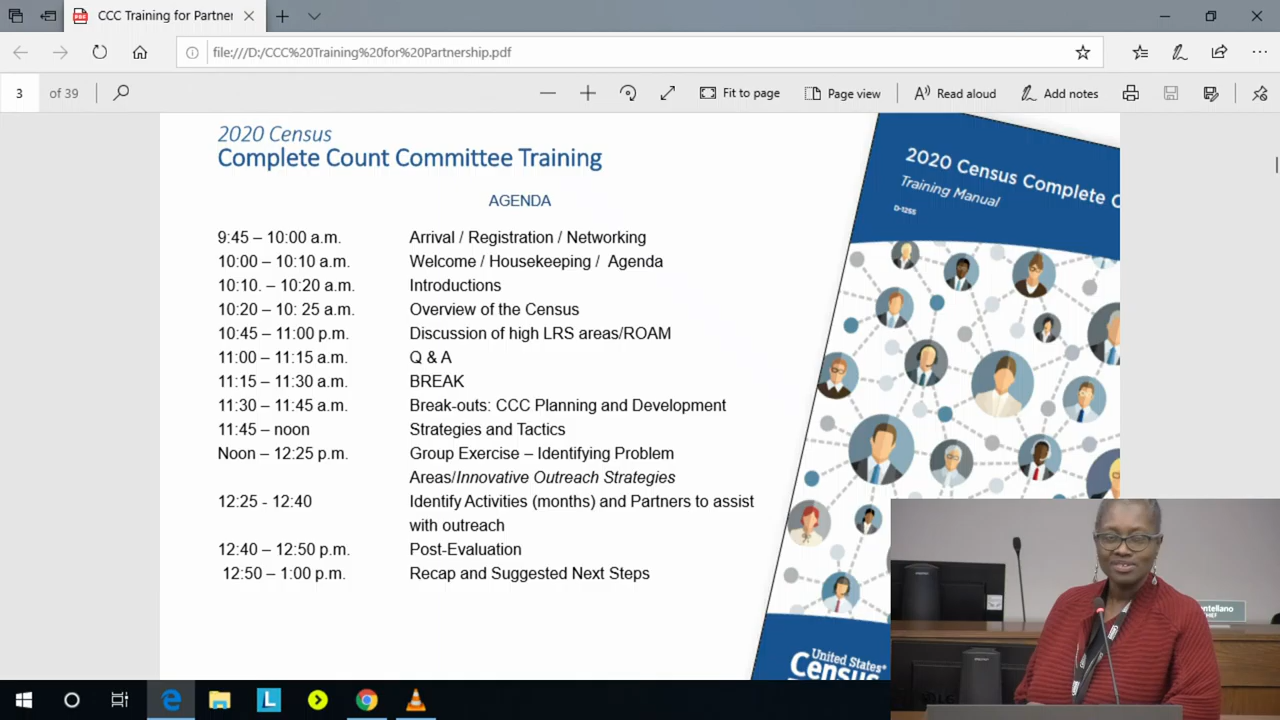 CCC Training for Partner
file:///D:/CCC%20Training%20for%20Partnership.pdf
3 of 39
Fit to page
Page view
Read aloud
Add notes
2020 Census
Complete Count Committee Training
AGENDA
9:45 – 10:00 a.m. Arrival / Registration / Networking
10:00 – 10:10 a.m. Welcome / Housekeeping / Agenda
10:10. – 10:20 a.m. Introductions
10:20 – 10: 25 a.m. Overview of the Census
10:45 – 11:00 p.m. Discussion of high LRS areas/ROAM
11:00 – 11:15 a.m. Q & A
11:15 – 11:30 a.m. BREAK
11:30 – 11:45 a.m. Break-outs: CCC Planning and Development
11:45 – noon Strategies and Tactics
Noon – 12:25 p.m. Group Exercise – Identifying Problem
Areas/Innovative Outreach Strategies
12:25 - 12:40 Identify Activities (months) and Partners to assist
with outreach
12:40 – 12:50 p.m. Post-Evaluation
12:50 – 1:00 p.m. Recap and Suggested Next Steps
2020 Census Complete C
Training Manual
D-1255
United States®
Census
ntellano